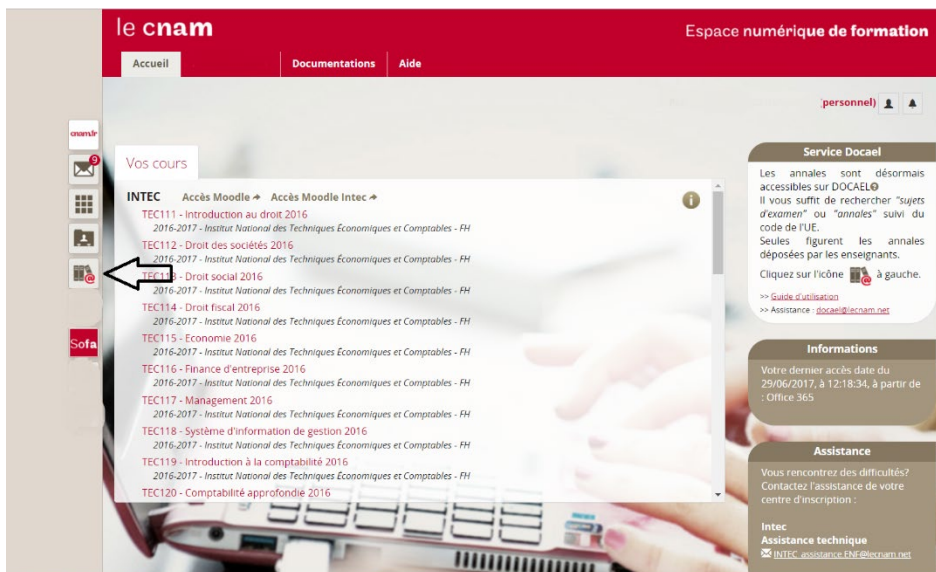 le cnam
Espace numérique de formation
Accueil
Documentations
Aide
personnel)
cnam.fr
9
Sofa
Vos cours
INTEC Accès Moodle Accès Moodle Intec
TEC111 - Introduction au droit 2016
2016-2017 - Institut National des Techniques Économiques et Comptables - FH
TEC112 - Droit des sociétés 2016
2016-2017 - Institut National des Techniques Économiques et Comptables - FH
TEC113 - Droit social 2016
2016-2017 - Institut National des Techniques Économiques et Comptables - FH
TEC114 - Droit fiscal 2016
2016-2017 - Institut National des Techniques Économiques et Comptables - FH
TEC115 - Economie 2016
2016-2017 - Institut National des Techniques Économiques et Comptables - FH
TEC116 - Finance d'entreprise 2016
2016-2017 - Institut National des Techniques Économiques et Comptables - FH
TEC117 - Management 2016
2016-2017 - Institut National des Techniques Économiques et Comptables - FH
TEC118 - Système d'information de gestion 2016
2016-2017 - Institut National des Techniques Économiques et Comptables - FH
TEC119 - Introduction à la comptabilité 2016
2016-2017 - Institut National des Techniques Économiques et Comptables - FH
TEC120 - Comptabilité approfondie 2016
Service Docael
Les annales sont désormais
accessibles sur DOCAEL
Il vous suffit de rechercher "sujets
d'examen" ou "annales" suivi du
code de l'UE.
Seules figurent les annales
déposées par les enseignants.
Cliquez sur l'icône à gauche.
>> Guide d'utilisation
>> Assistance : docael@lecnam.net
Informations
Votre dernier accès date du
29/06/2017, à 12:18:34, à partir de
: Office 365
Assistance
Vous rencontrez des difficultés?
Contactez l'assistance de votre
centre d'inscription :
Intec
Assistance technique
INTEC_assistance.ENF@lecnam.net